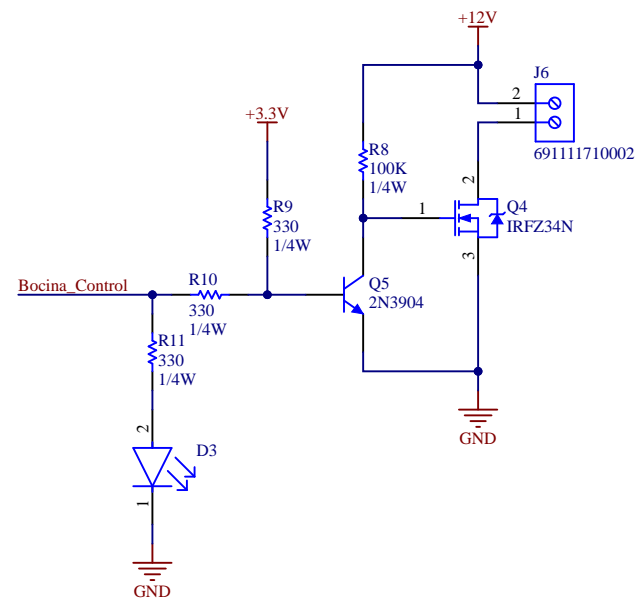 +12V
J6
2
1
691111710002
+3.3V
R8
100K
1/4W
2
1
Q4
IRFZ34N
3
R9
330
1/4W
Bocina_Control
R10
330
1/4W
Q5
2N3904
R11
330
1/4W
GND
2
D3
1
GND